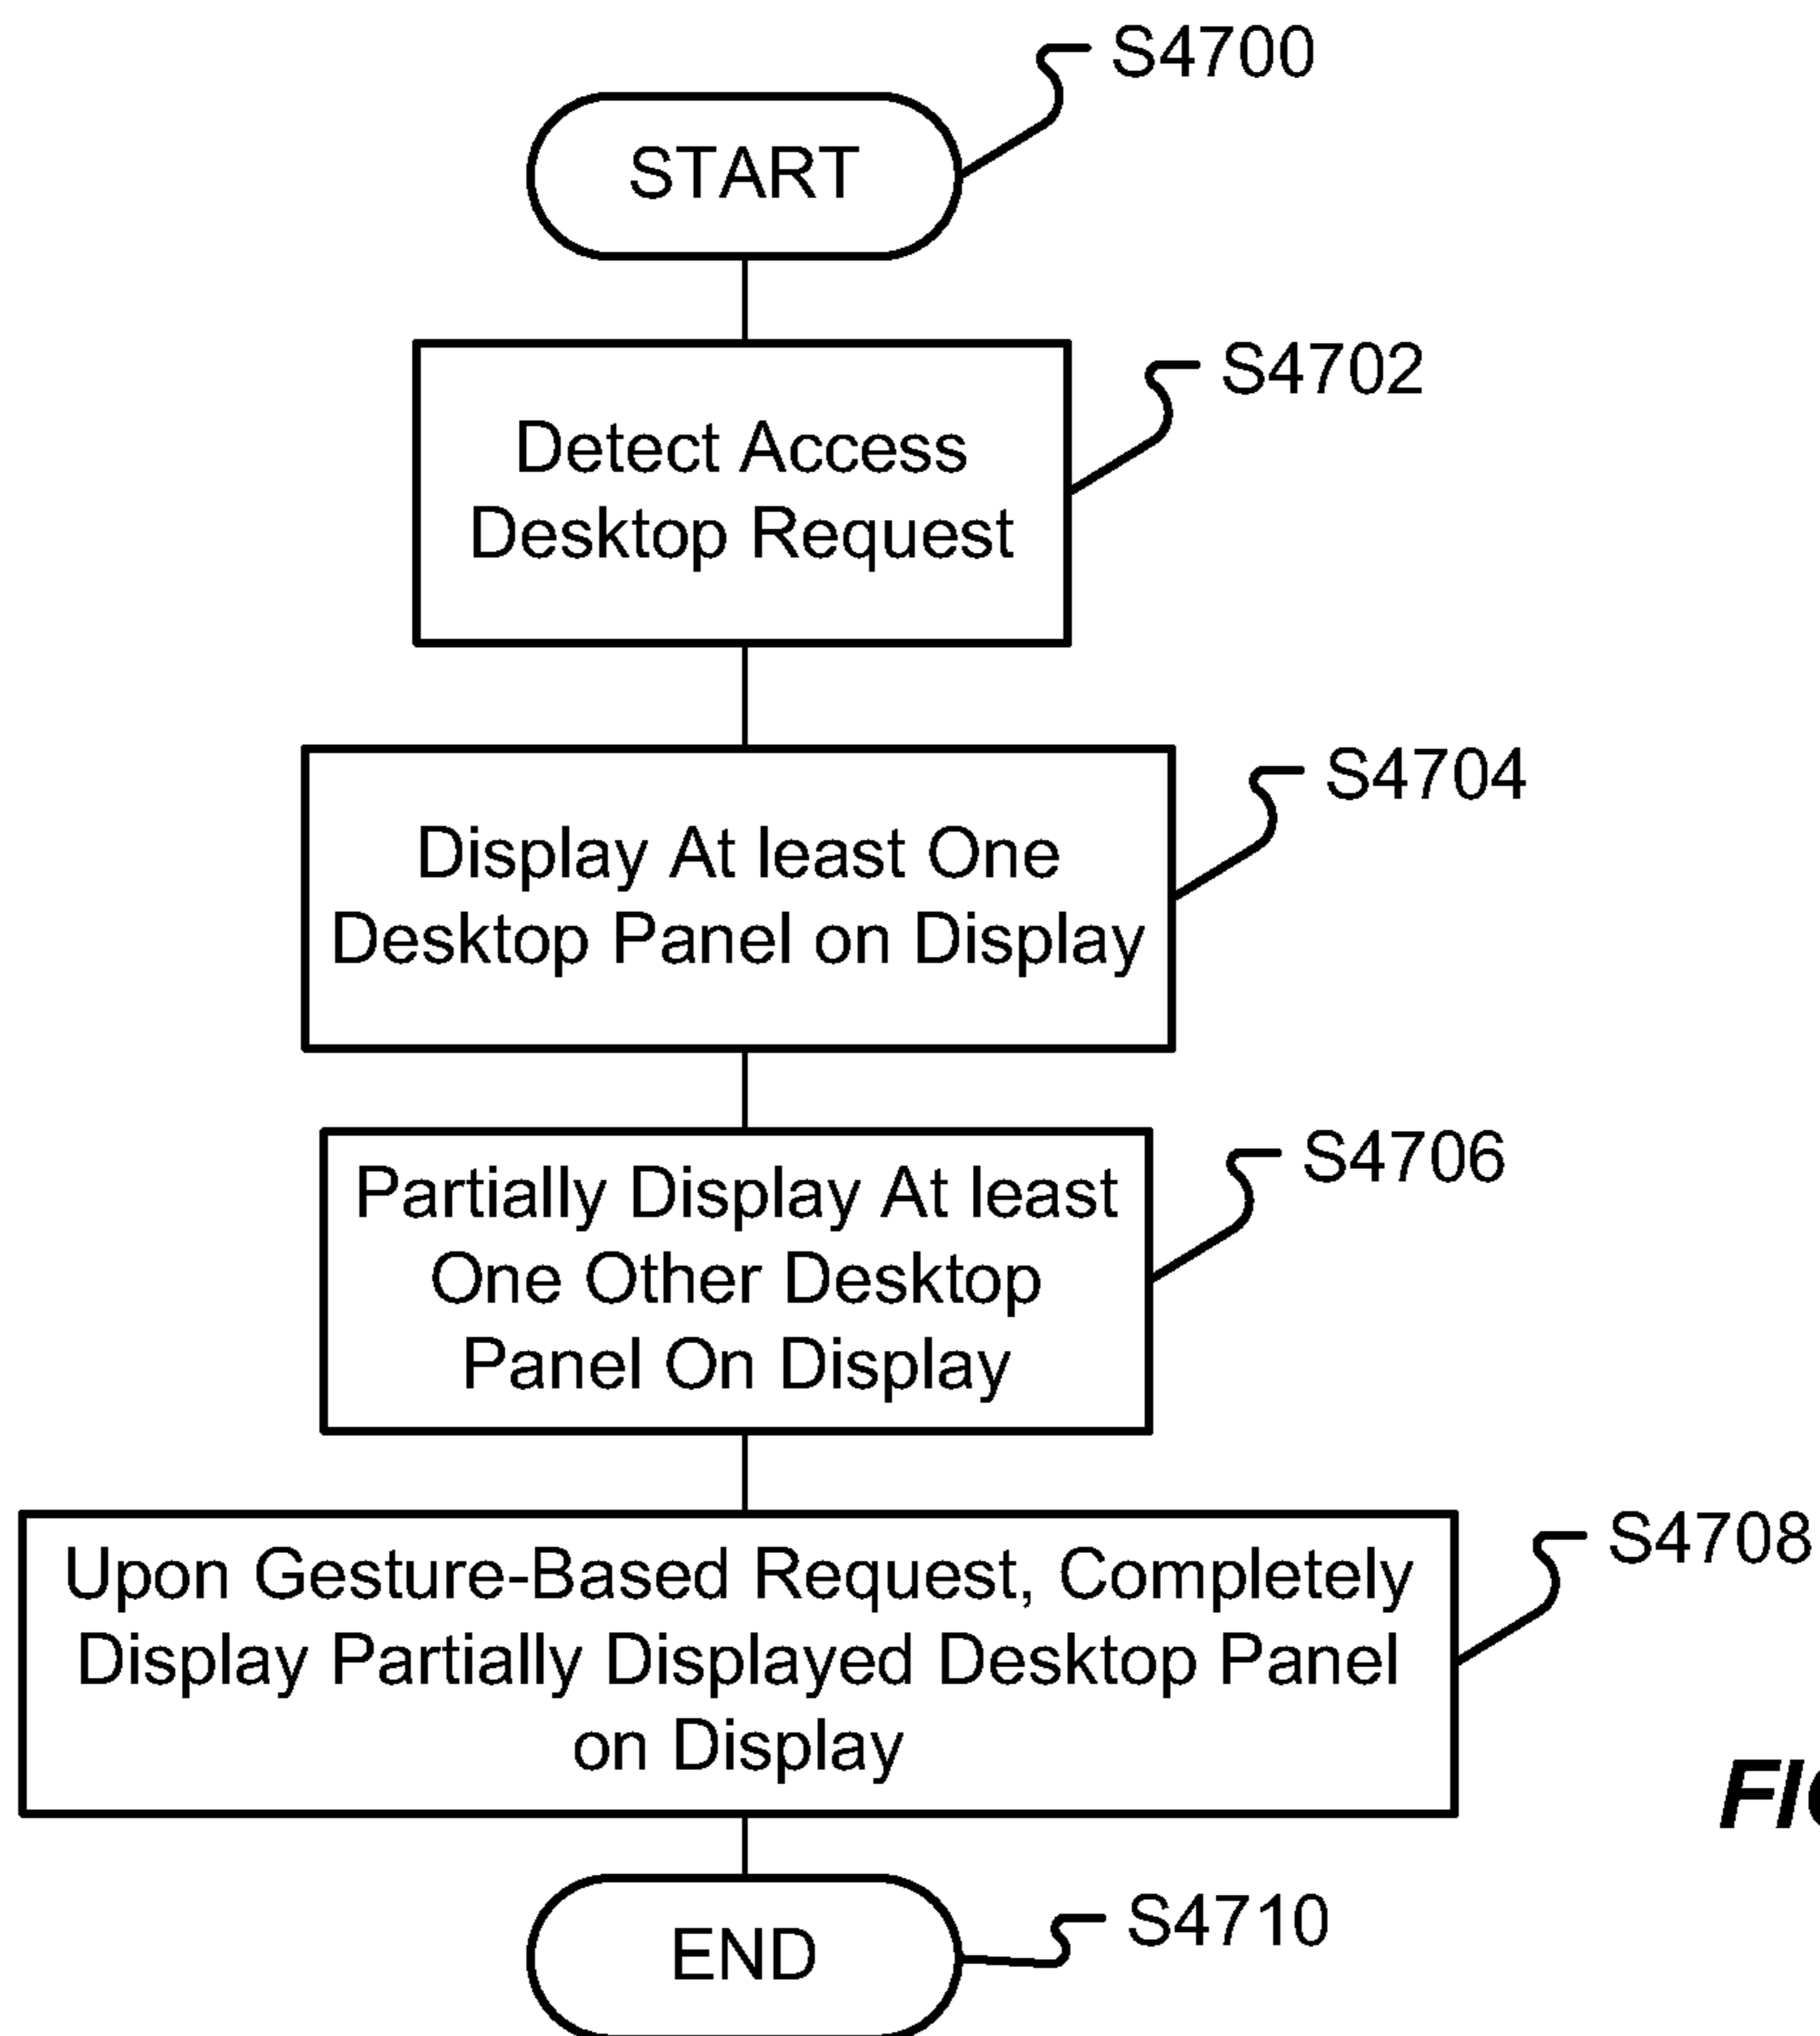 S4700
START
S4702
Detect Access
Desktop Request
S4704
Display At least One
Desktop Panel on Display
S4706
Partially Display At least
One Other Desktop
Panel On Display
S4708
Upon Gesture-Based Request, Completely
Display Partially Displayed Desktop Panel
on Display
S4710
END